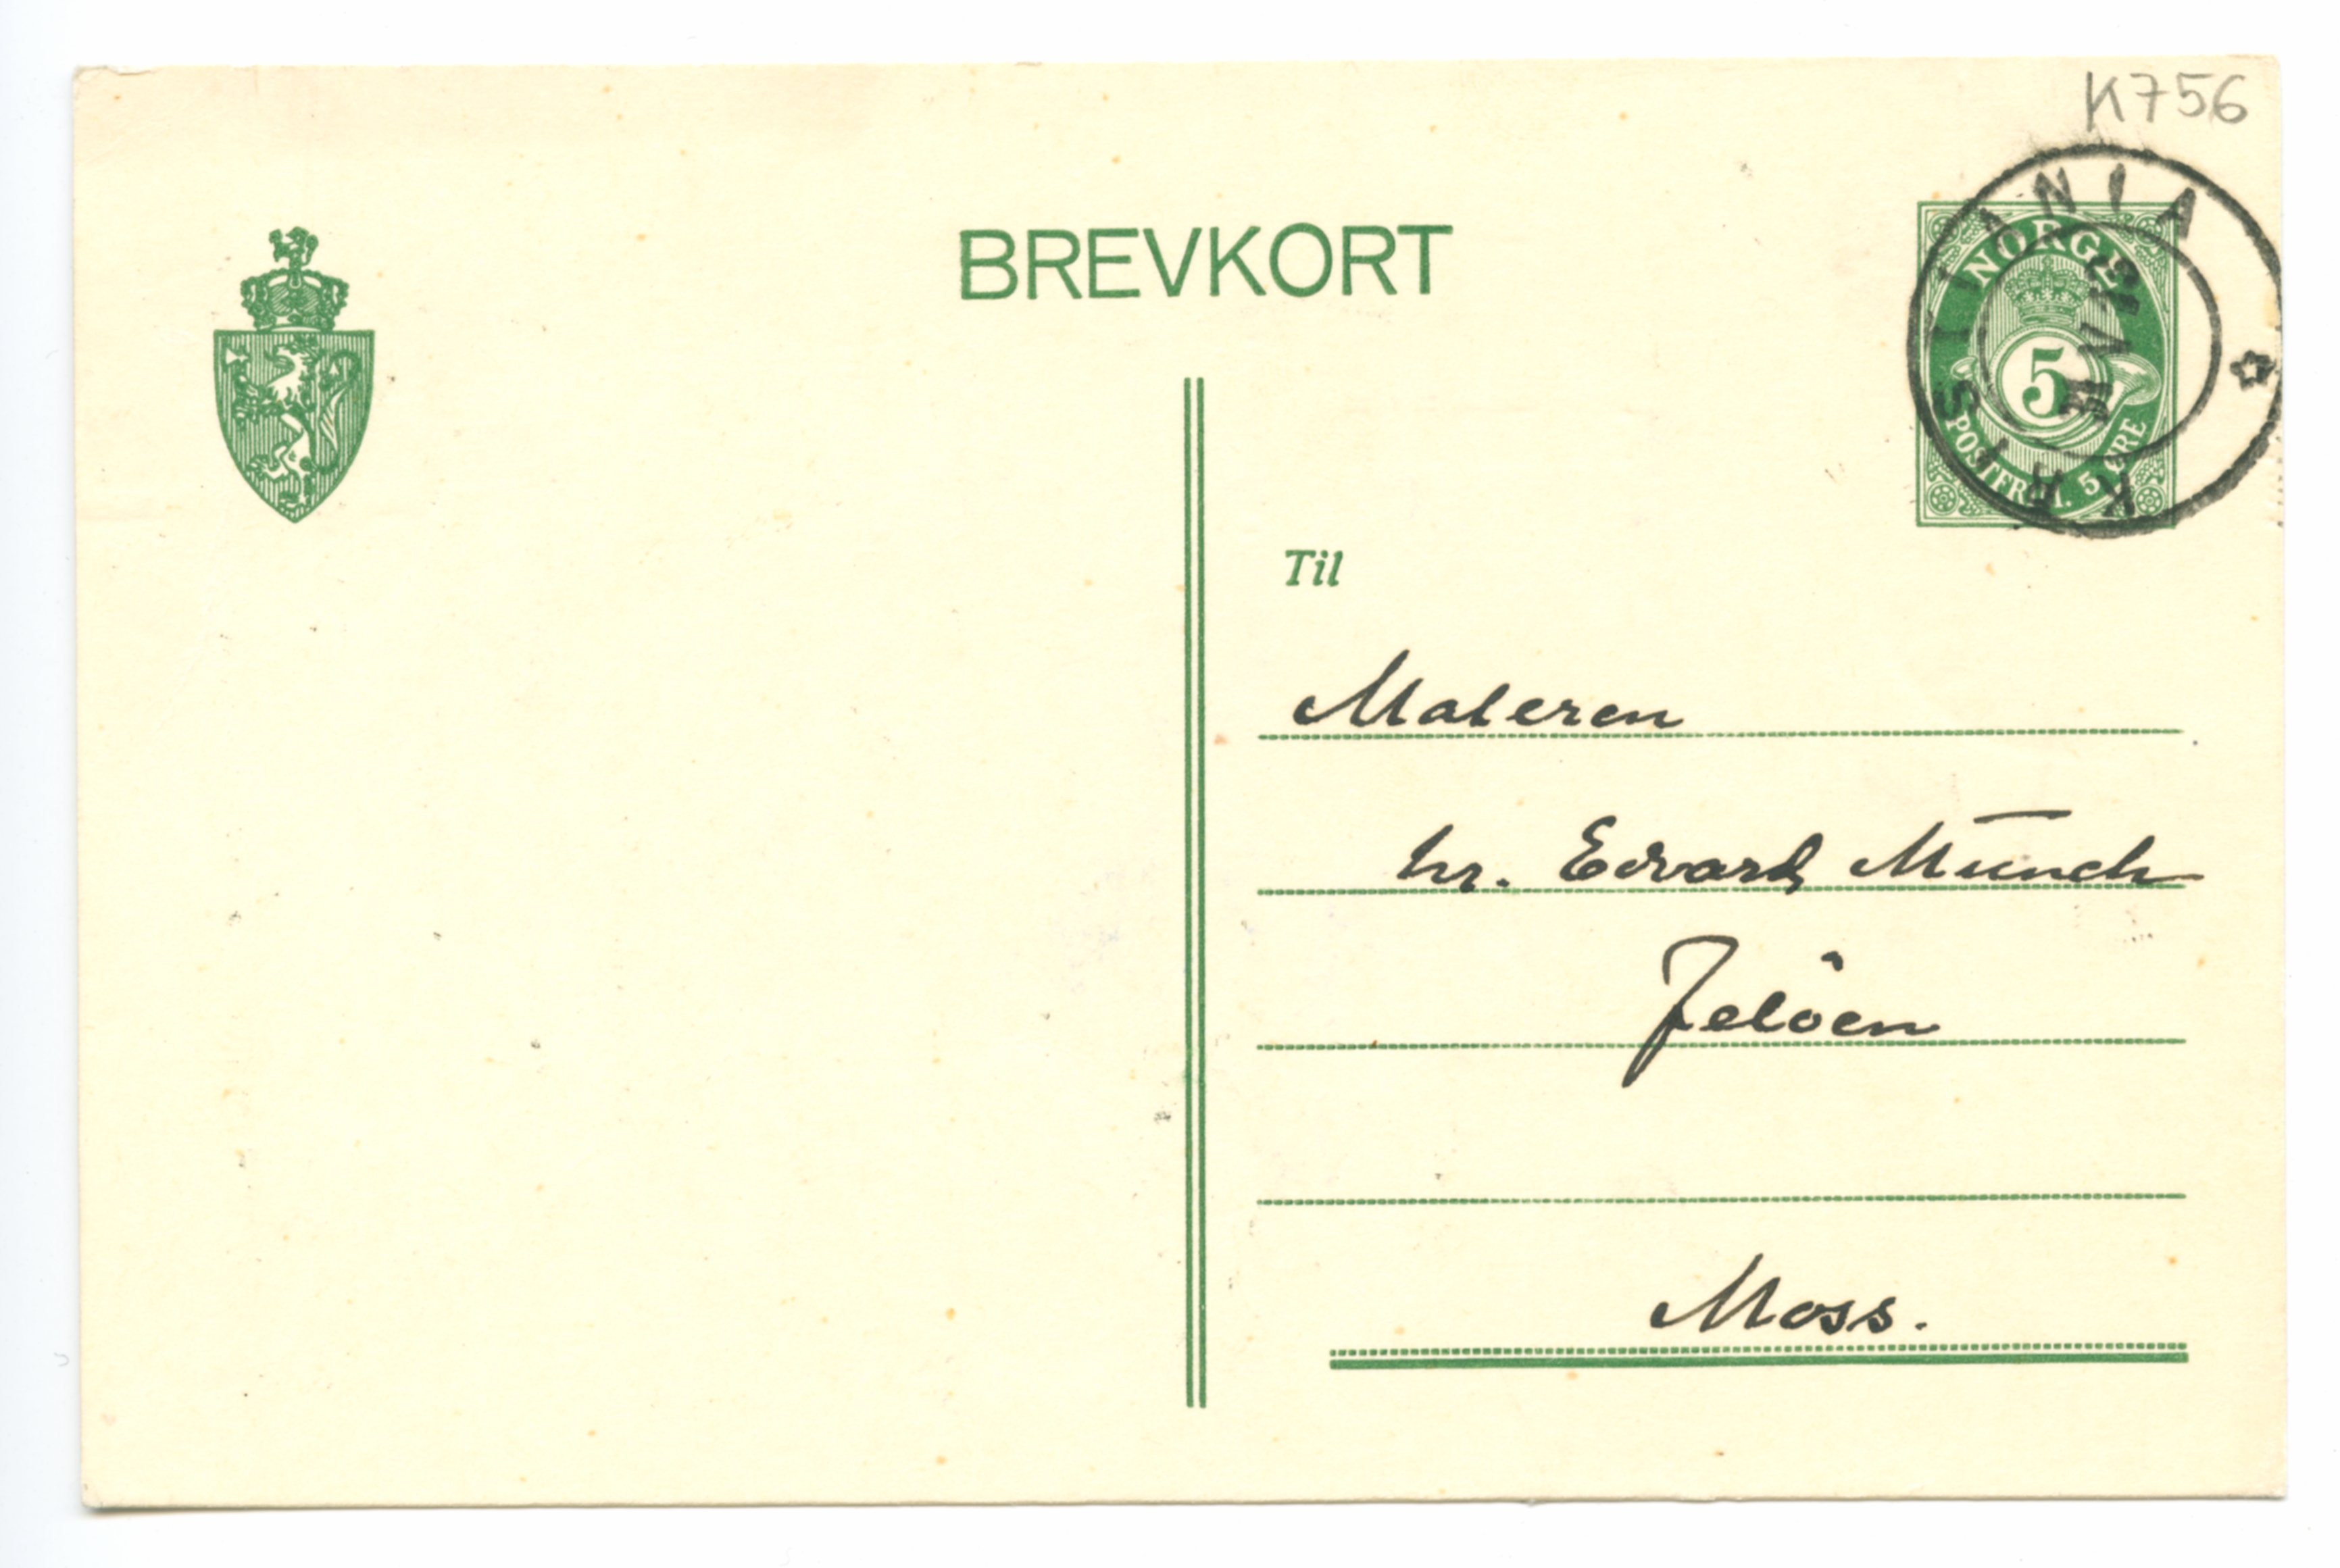 K756
BREVKORT
NORGE
5
POSTFRIM. 5 ØRE
KRISTIANIA
Til
Maleren
hr. Edvard Munch
Jeløen
Moss.